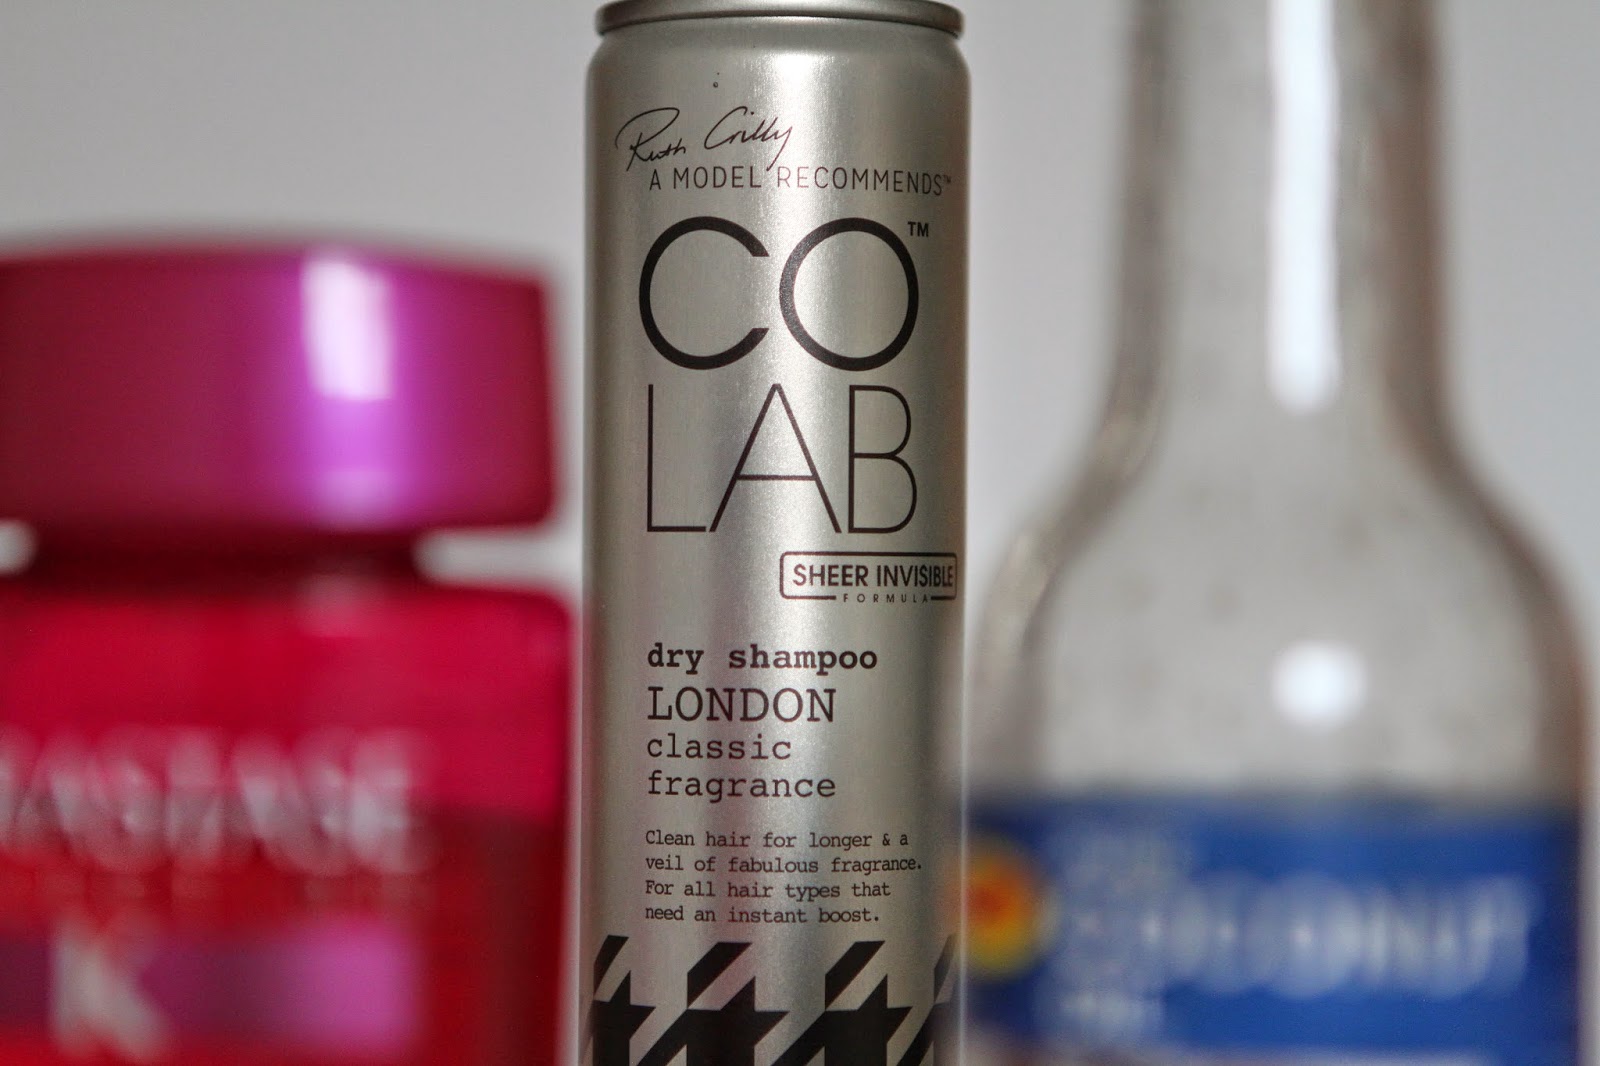 Ruth Crilly
A MODEL RECOMMENDS™
CO™
LAB
SHEER INVISIBLE
FORMULA
dry shampoo
LONDON
classic
fragrance
Clean hair for longer & a
veil of fabulous fragrance.
For all hair types that
need an instant boost.
COCONUT
K